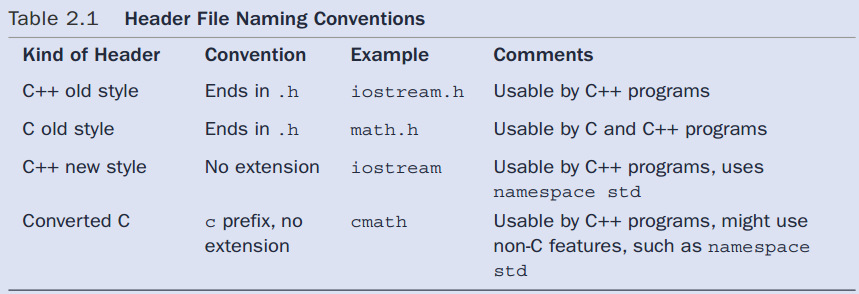 Table 2.1 Header File Naming Conventions
Kind of Header Convention Example Comments
C++ old style Ends in .h iostream.h Usable by C++ programs
C old style Ends in .h math.h Usable by C and C++ programs
C++ new style No extension iostream Usable by C++ programs, uses
namespace std
Converted C c prefix, no cmath Usable by C++ programs, might use
extension non-C features, such as namespace
std